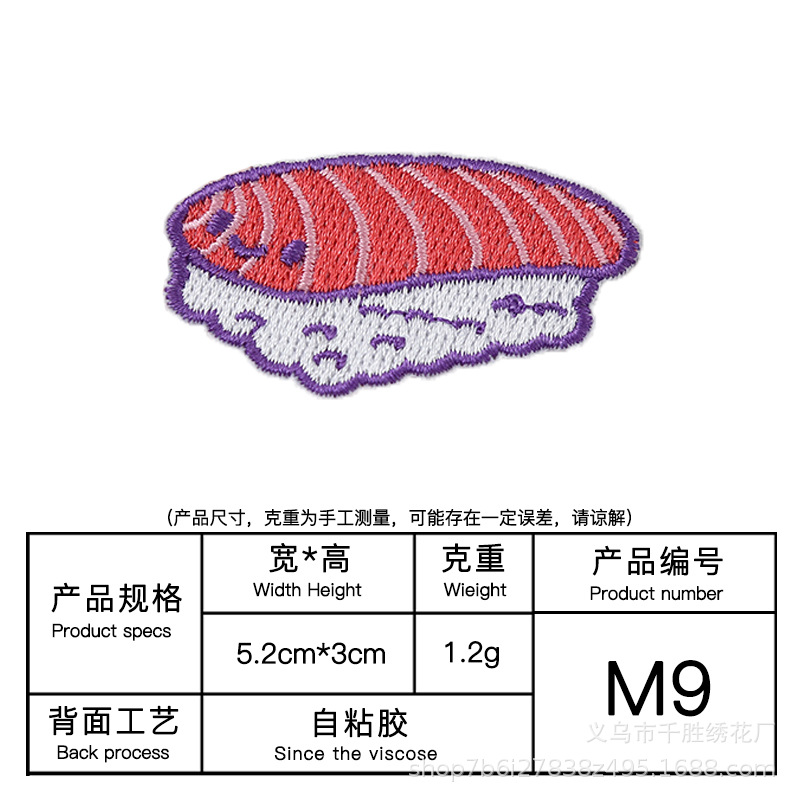 (产品尺寸，克重为手工测量，可能存在一定误差，请谅解)
产品规格
Product specs
宽*高
Width Height
克重
Wieight
产品编号
Product number
5.2cm*3cm
1.2g
M9
背面工艺
Back process
自粘胶
Since the viscose
义乌市千胜绣花厂
shop7b6i27838z495.1688.com